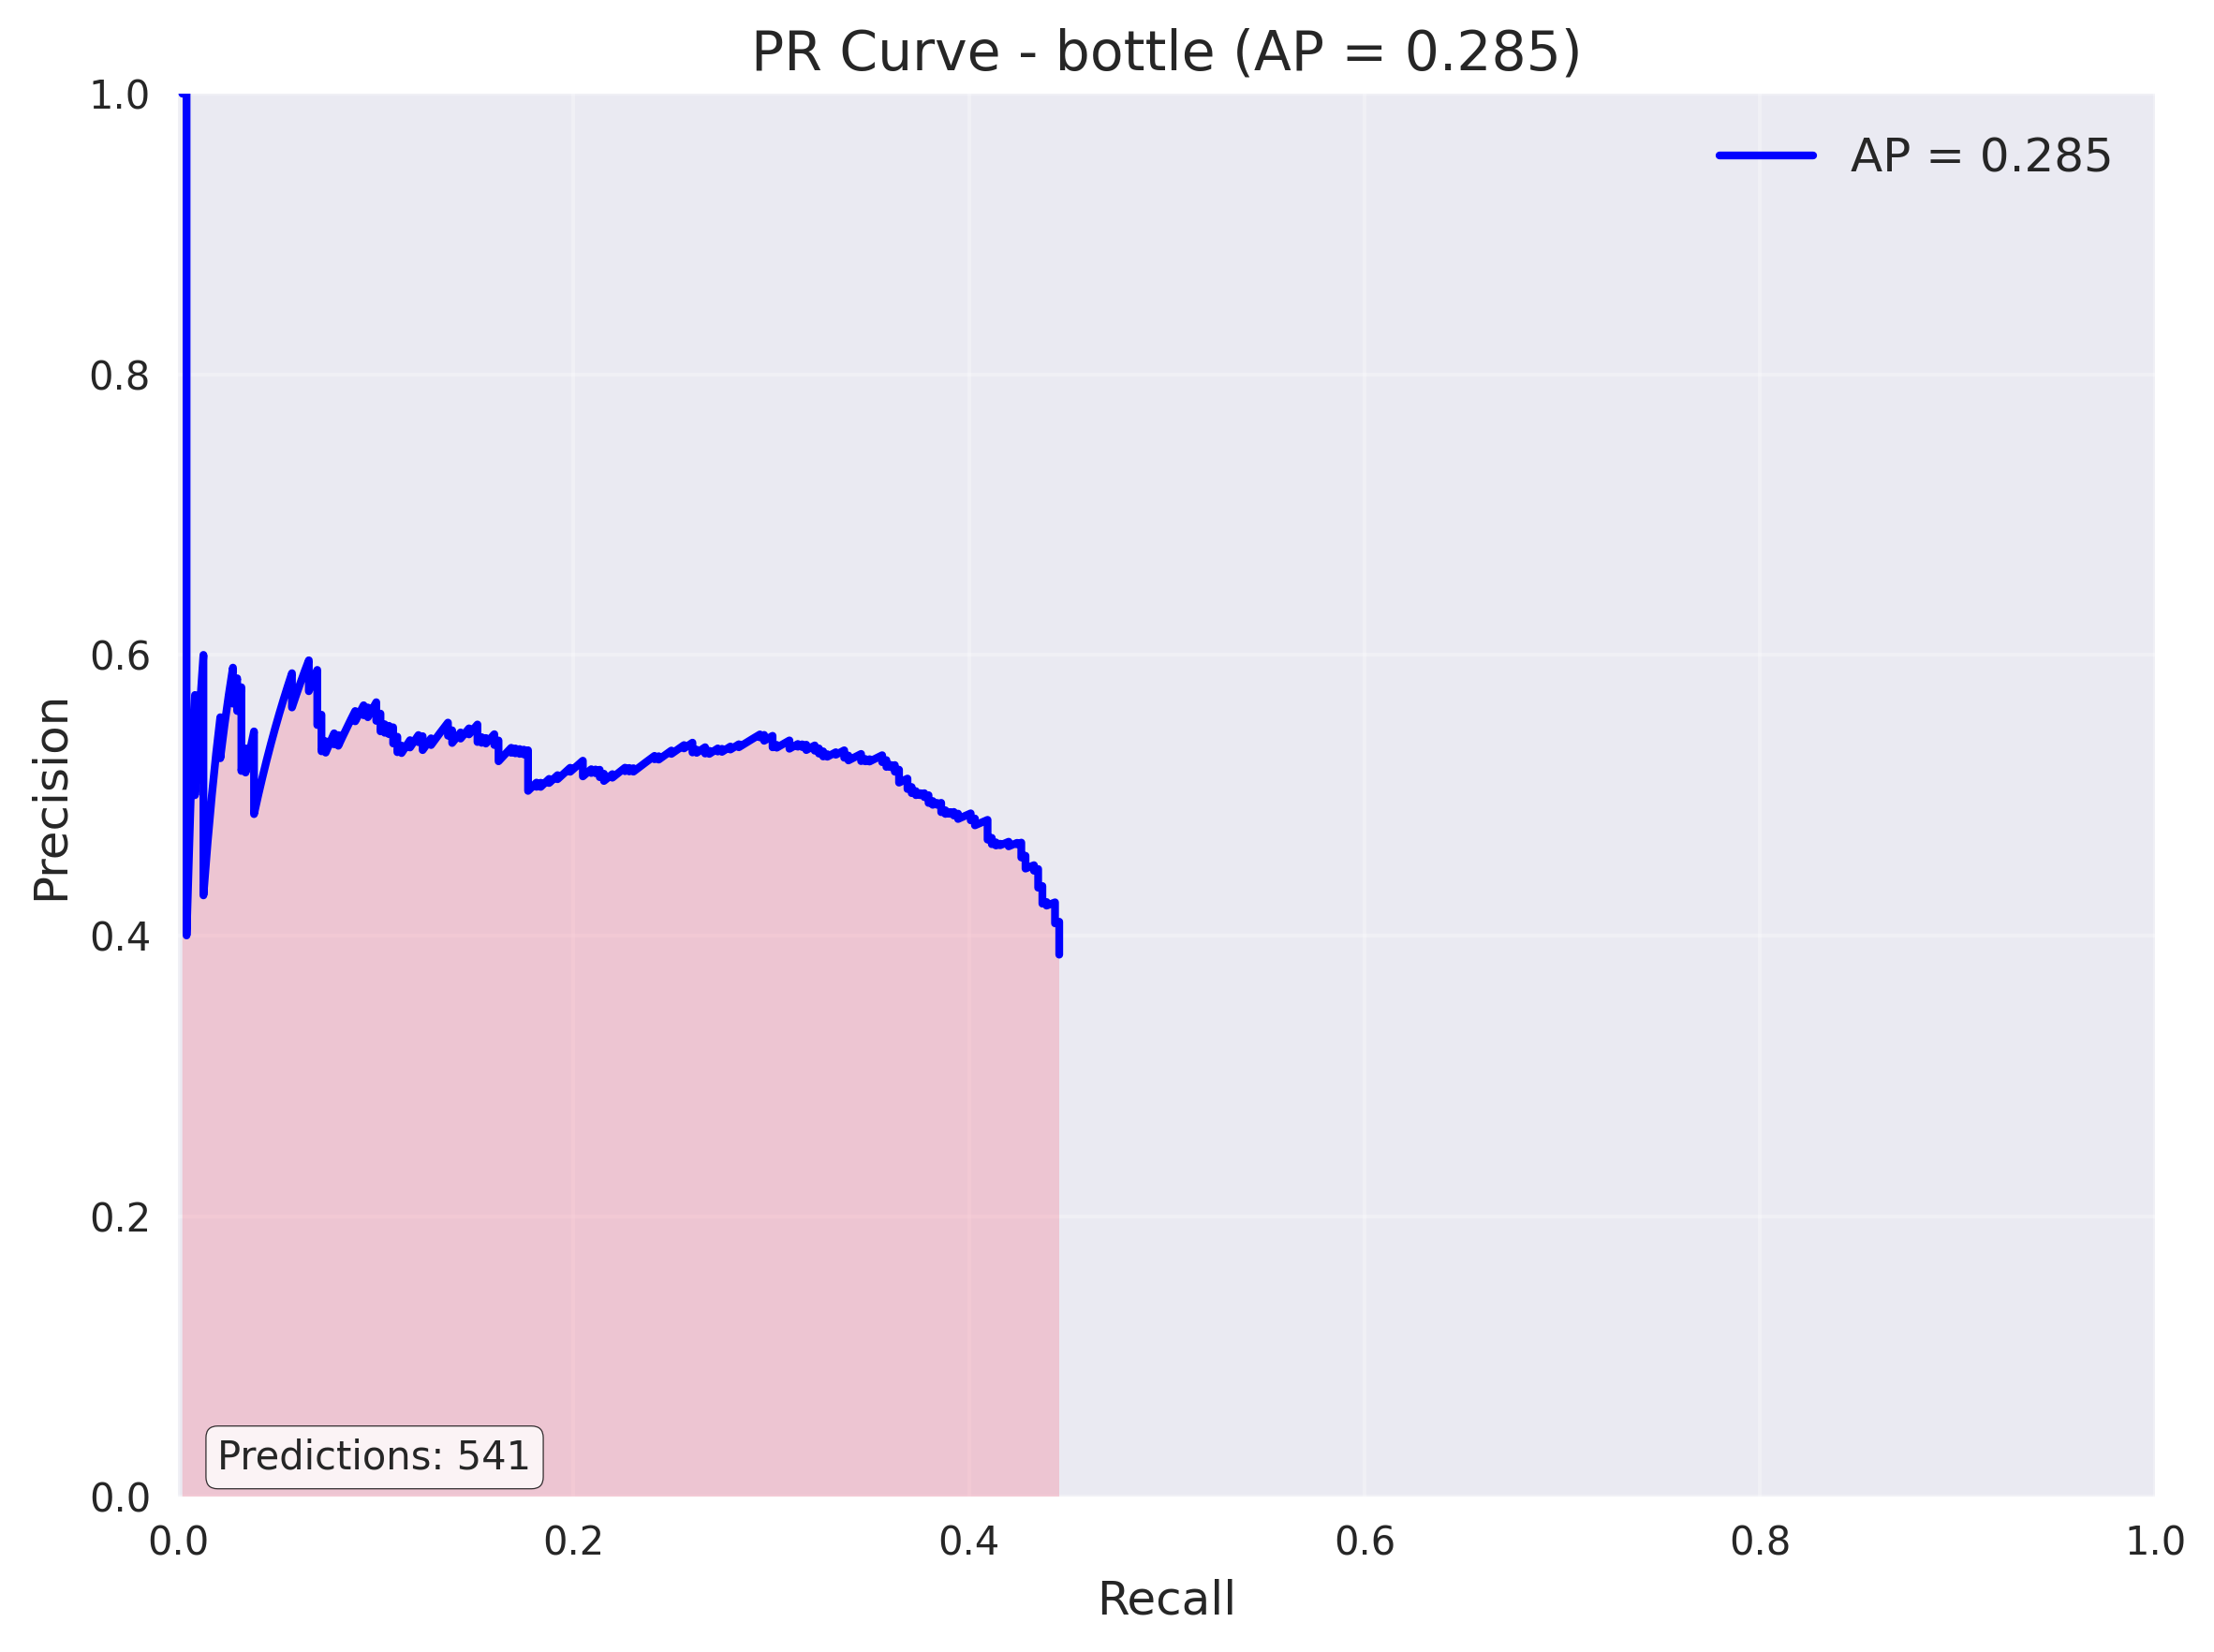 PR Curve - bottle (AP = 0.285)
AP = 0.285
1.0
0.8
0.6
0.4
0.2
0.0
Precision
Predictions: 541
0.0 0.2 0.4 0.6 0.8 1.0
Recall